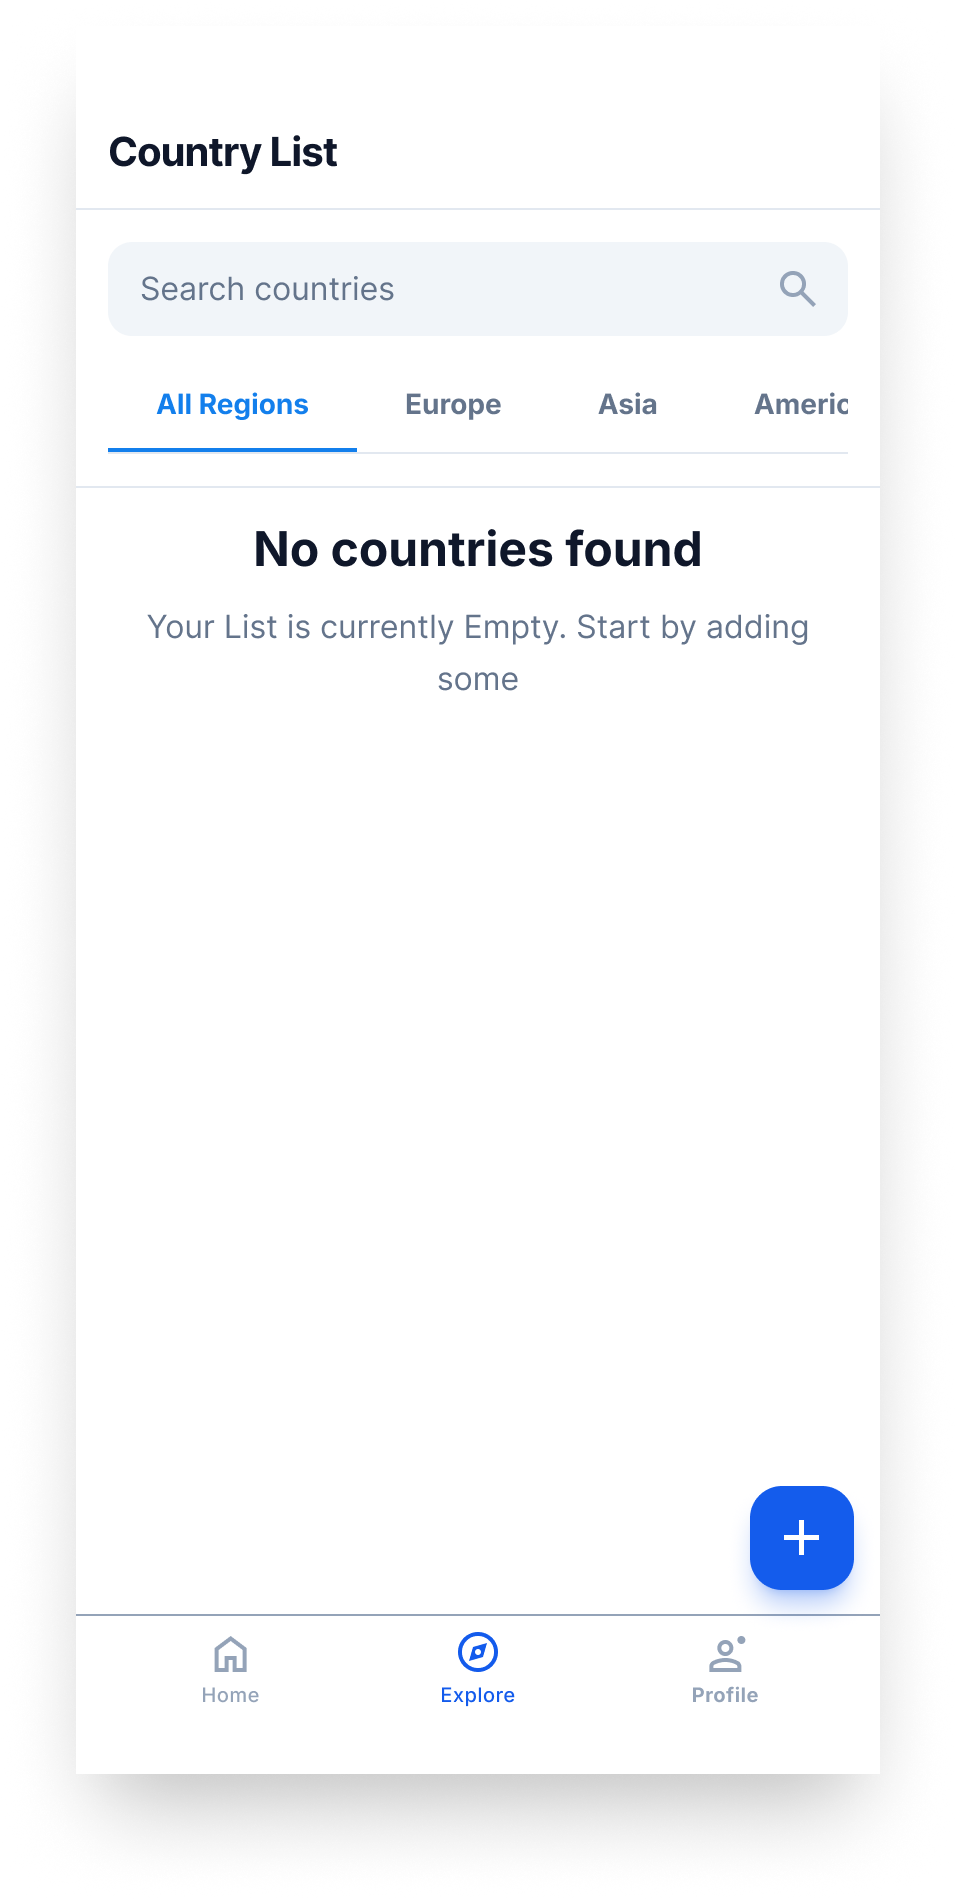 Country List
Search countries
All Regions Europe Asia Americ
No countries found
Your List is currently Empty. Start by adding
some
Home Explore Profile